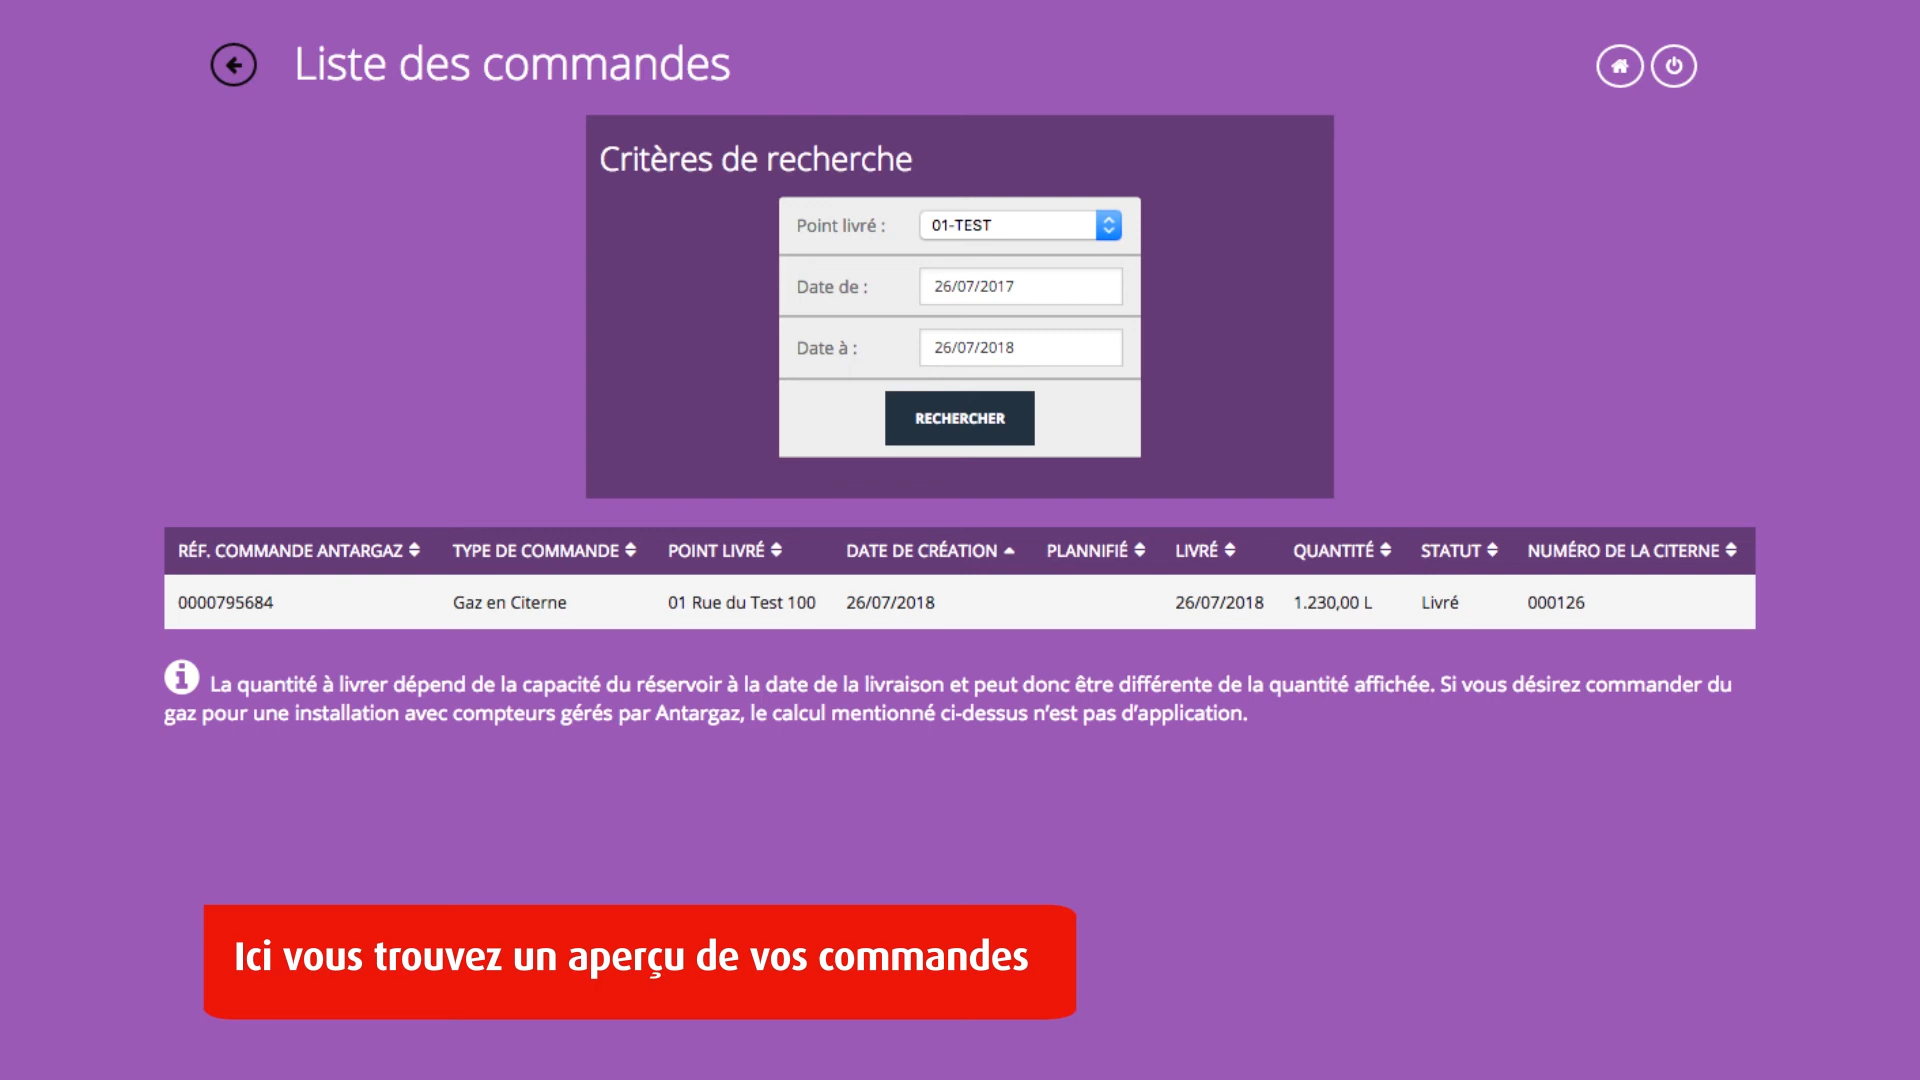 Liste des commandes
Critères de recherche
Point livré : 01-TEST
Date de : 26/07/2017
Date à : 26/07/2018
RECHERCHER
RÉF. COMMANDE ANTARGAZ TYPE DE COMMANDE POINT LIVRÉ DATE DE CRÉATION PLANNIFIÉ LIVRÉ QUANTITÉ STATUT NUMÉRO DE LA CITERNE
0000795684 Gaz en Citerne 01 Rue du Test 100 26/07/2018 26/07/2018 1.230,00 L Livré 000126
La quantité à livrer dépend de la capacité du réservoir à la date de la livraison et peut donc être différente de la quantité affichée. Si vous désirez commander du
gaz pour une installation avec compteurs gérés par Antargaz, le calcul mentionné ci-dessus n’est pas d’application.
Ici vous trouvez un aperçu de vos commandes